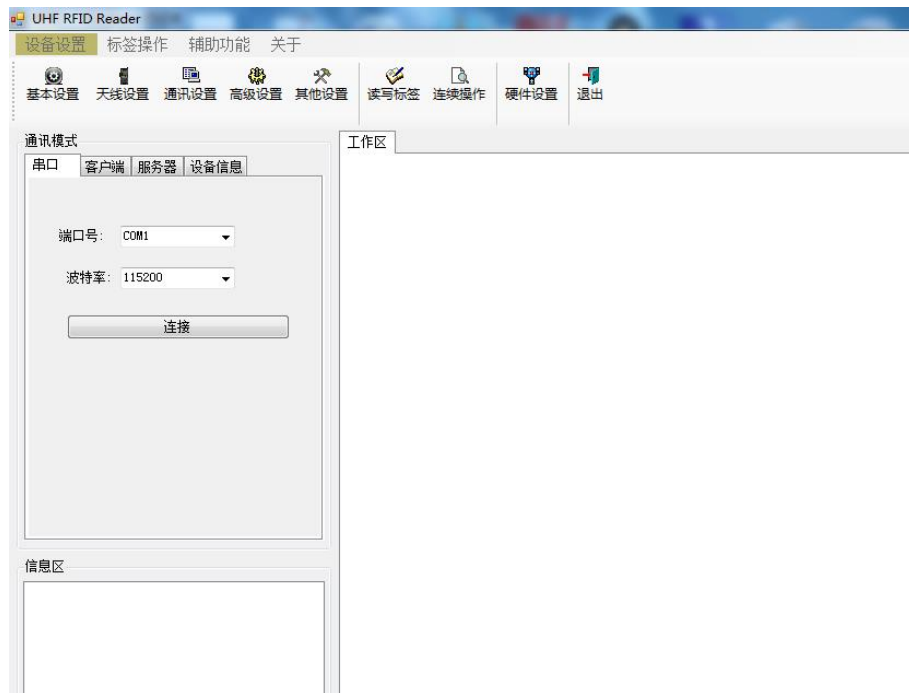 UHF RFID Reader
设备设置 标签操作 辅助功能 关于
基本设置 天线设置 通讯设置 高级设置 其他设置 读写标签 连续操作 硬件设置 退出
通讯模式
工作区
串口 客户端 服务器 设备信息
端口号: COM1
波特率: 115200
连接
信息区